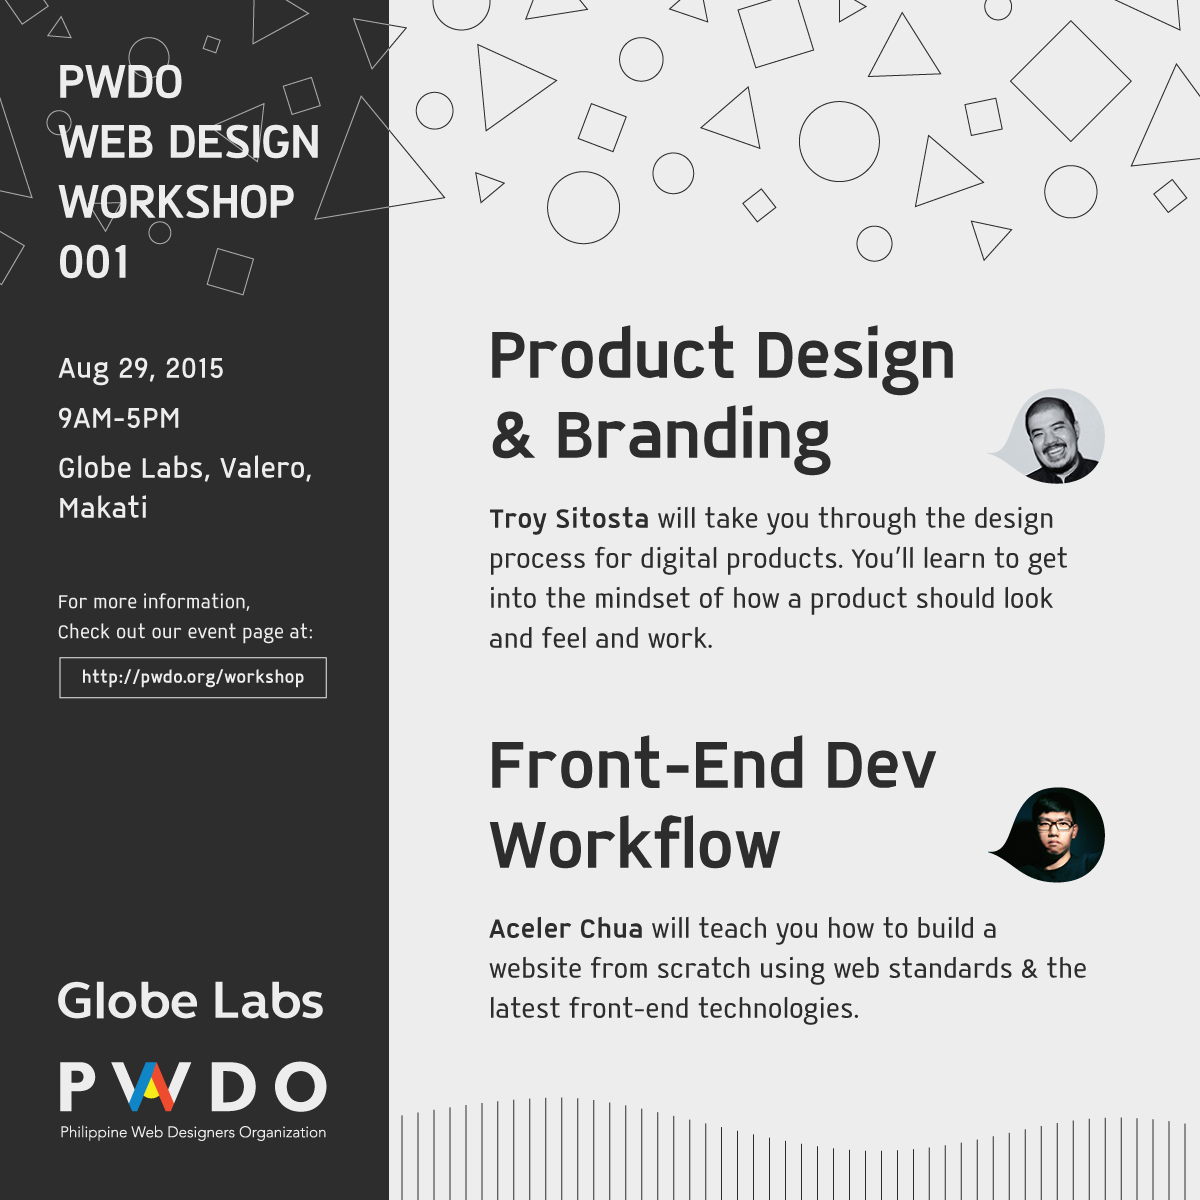 PWDO
WEB DESIGN
WORKSHOP
001
Aug 29, 2015
9AM-5PM
Globe Labs, Valero,
Makati
For more information,
Check out our event page at:
http://pwdo.org/workshop
Globe Labs
PWDO
Philippine Web Designers Organization
Product Design
& Branding
Troy Sitosta will take you through the design
process for digital products. You'll learn to get
into the mindset of how a product should look
and feel and work.
Front-End Dev
Workflow
Aceler Chua will teach you how to build a
website from scratch using web standards & the
latest front-end technologies.